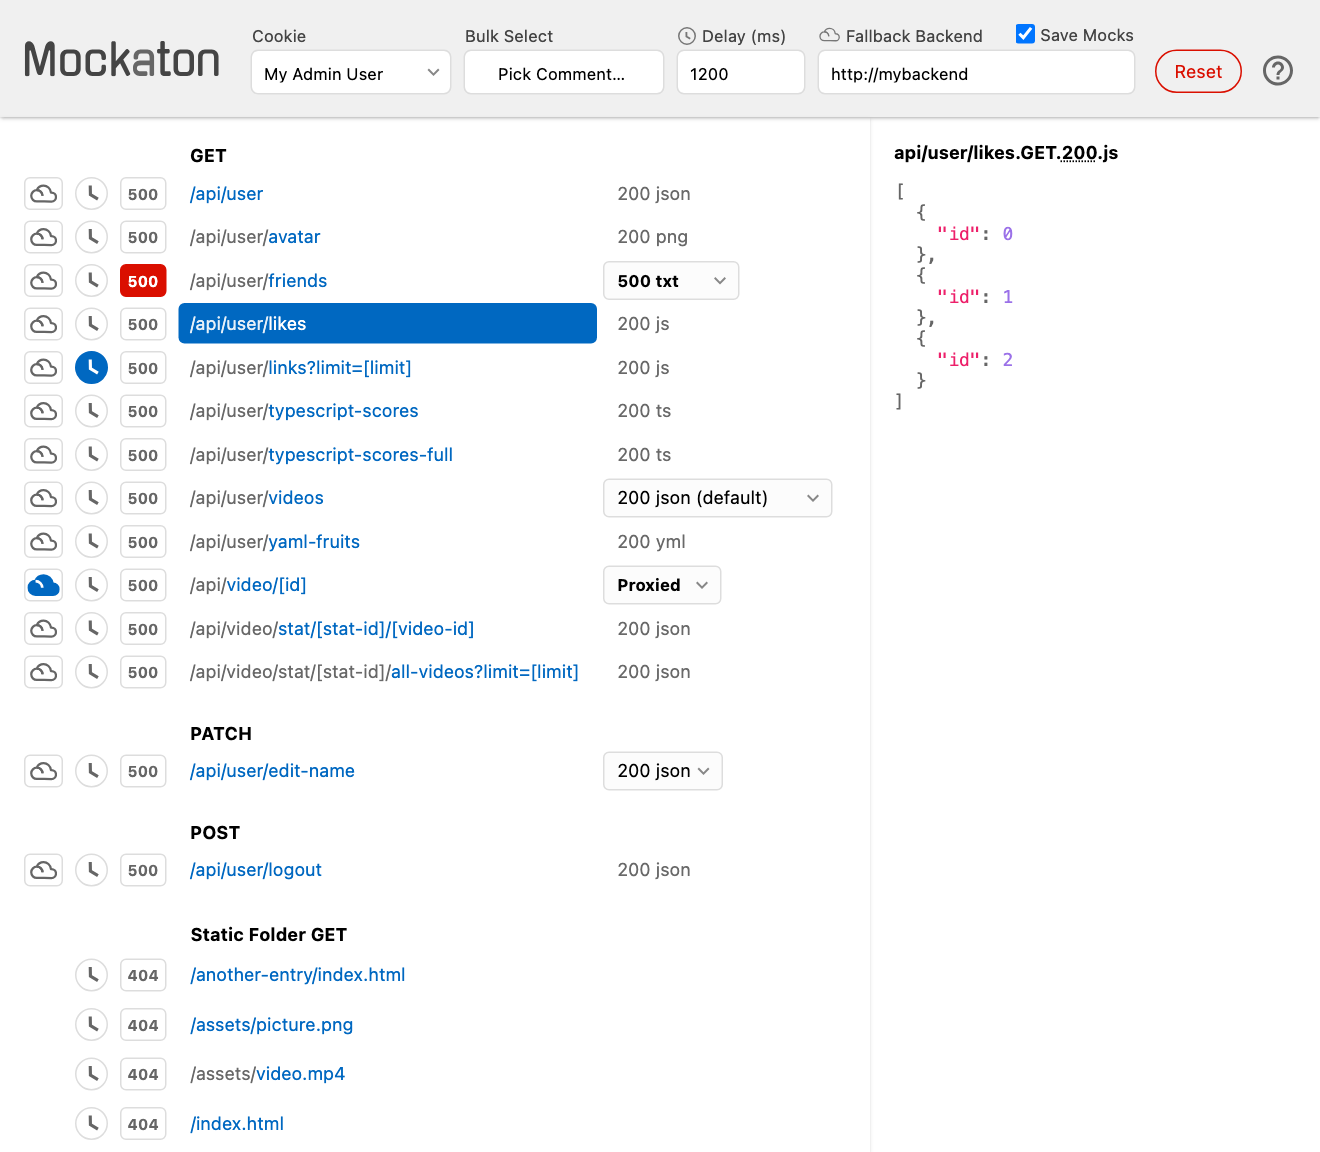 Mockaton
Cookie
My Admin User
Bulk Select
Pick Comment...
Delay (ms)
1200
Fallback Backend
Save Mocks
http://mybackend
Reset
?
GET
500 /api/user 200 json
500 /api/user/avatar 200 png
500 /api/user/friends 500 txt
500 /api/user/likes 200 js
500 /api/user/links?limit=[limit] 200 js
500 /api/user/typescript-scores 200 ts
500 /api/user/typescript-scores-full 200 ts
500 /api/user/videos 200 json (default)
500 /api/user/yaml-fruits 200 yml
500 /api/video/[id] Proxied
500 /api/video/stat/[stat-id]/[video-id] 200 json
500 /api/video/stat/[stat-id]/all-videos?limit=[limit] 200 json
PATCH
500 /api/user/edit-name 200 json
POST
500 /api/user/logout 200 json
Static Folder GET
404 /another-entry/index.html
404 /assets/picture.png
404 /assets/video.mp4
404 /index.html
api/user/likes.GET.200.js
[
{
"id": 0
},
{
"id": 1
},
{
"id": 2
}
]